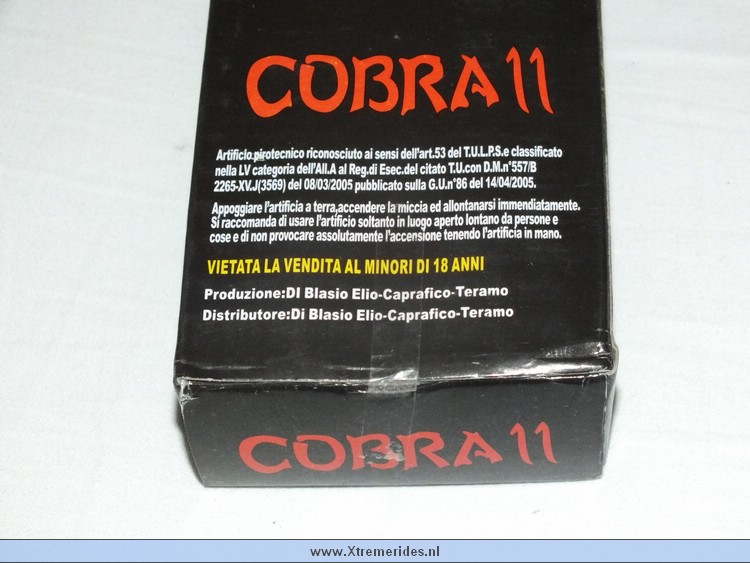 COBRA 11
Artificio pirotecnico riconosciuto ai sensi dell'art.53 del T.U.L.P.S.e classificato
nella LV categoria dell'All.A al Reg.di Esec.del citato T.U.con D.M.n°557/B
2265-XV.J(3569) del 08/03/2005 pubblicato sulla G.U.n°86 del 14/04/2005.
Appoggiare l'artificia a terra,accendere la miccia ed allontanarsi immendiatamente.
Si raccomanda di usare l'artificio soltanto in luogo aperto lontano da persone e
cose e di non provocare assolutamente l'accensione tenendo l'artificia in mano.
VIETATA LA VENDITA AL MINORI DI 18 ANNI
Produzione:DI Blasio Elio-Caprafico-Teramo
Distributore:Di Blasio Elio-Caprafico-Teramo
COBRA 11
www.Xtremerides.nl